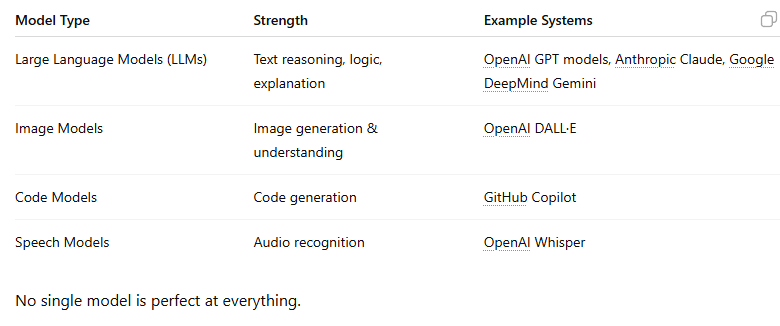 Model Type Strength Example Systems
Large Language Models (LLMs) Text reasoning, logic, OpenAI GPT models, Anthropic Claude, Google
explanation DeepMind Gemini
Image Models Image generation & OpenAI DALL·E
understanding
Code Models Code generation GitHub Copilot
Speech Models Audio recognition OpenAI Whisper
No single model is perfect at everything.